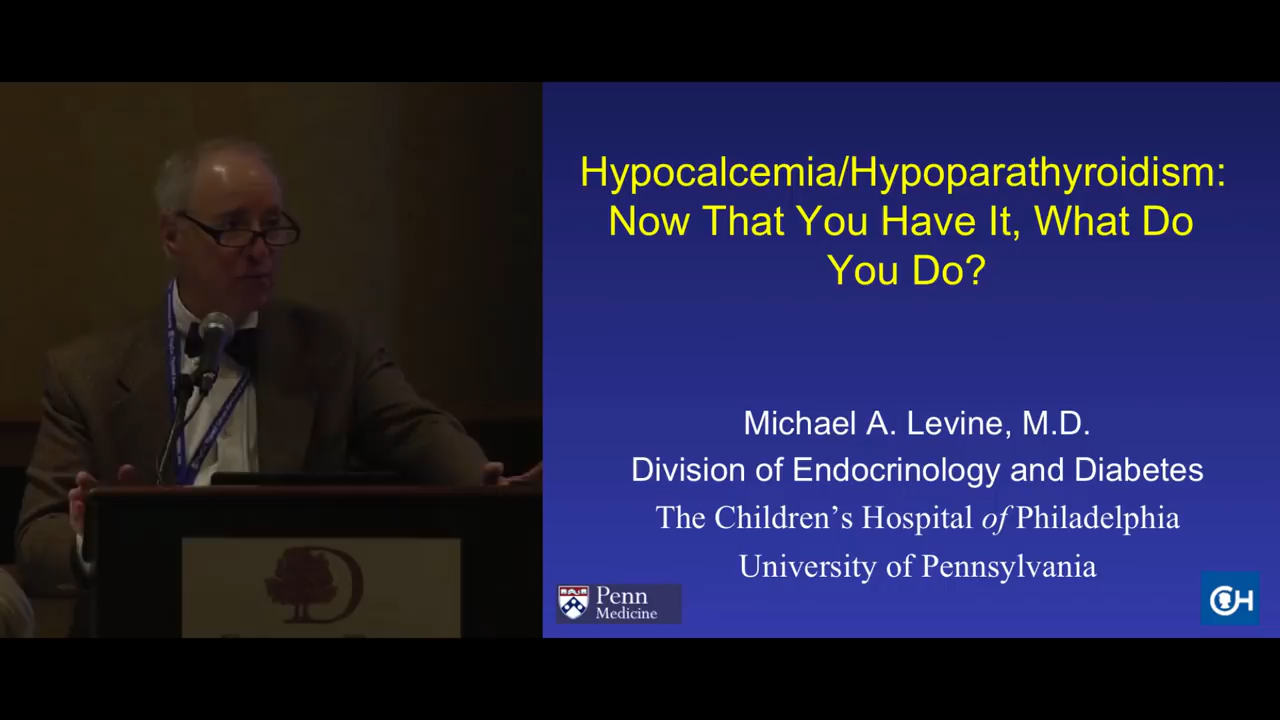 Hypocalcemia/Hypoparathyroidism:
Now That You Have It, What Do
You Do?
Michael A. Levine, M.D.
Division of Endocrinology and Diabetes
The Children's Hospital of Philadelphia
University of Pennsylvania
Penn
Medicine